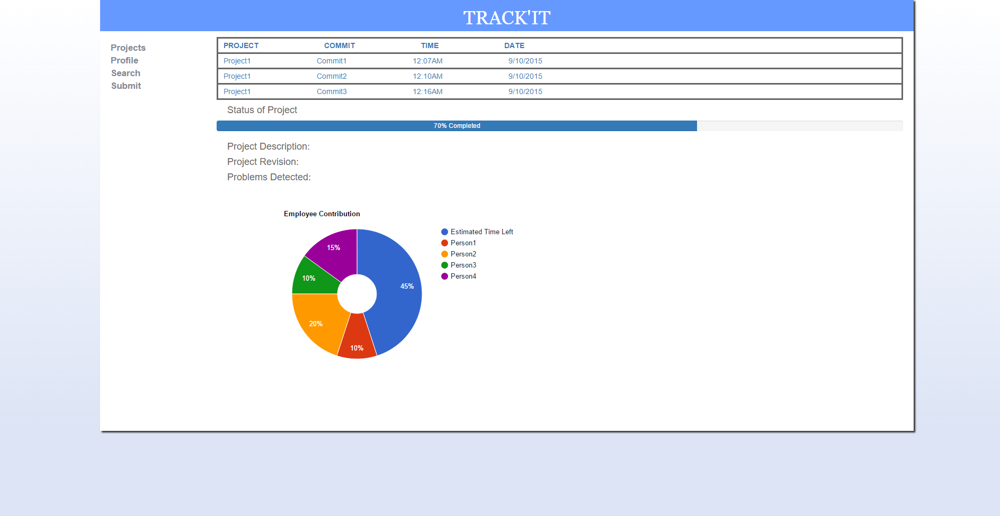 TRACK'IT
Projects
Profile
Search
Submit
PROJECT COMMIT TIME DATE
Project1 Commit1 12:07AM 9/10/2015
Project1 Commit2 12:10AM 9/10/2015
Project1 Commit3 12:16AM 9/10/2015
Status of Project
70% Completed
Project Description:
Project Revision:
Problems Detected:
Employee Contribution
15%
10%
45%
20%
10%
Estimated Time Left
Person1
Person2
Person3
Person4